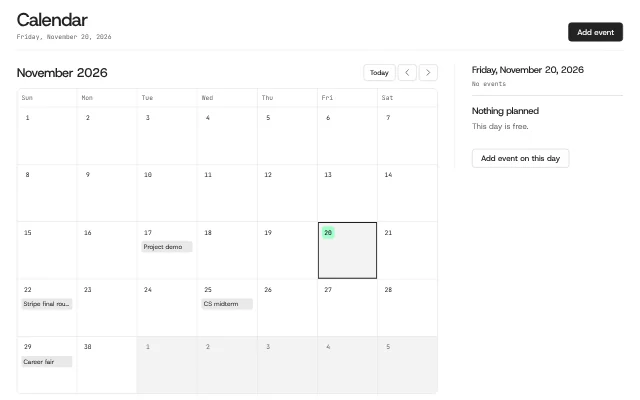 Calendar
Friday, November 20, 2026
Add event
November 2026
Today
Sun Mon Tue Wed Thu Fri Sat
1 2 3 4 5 6 7
8 9 10 11 12 13 14
15 16 17 18 19 20 21
Project demo
22 23 24 25 26 27 28
Stripe final rou... CS midterm
29 30 1 2 3 4 5
Career fair
Friday, November 20, 2026
No events
Nothing planned
This day is free.
Add event on this day